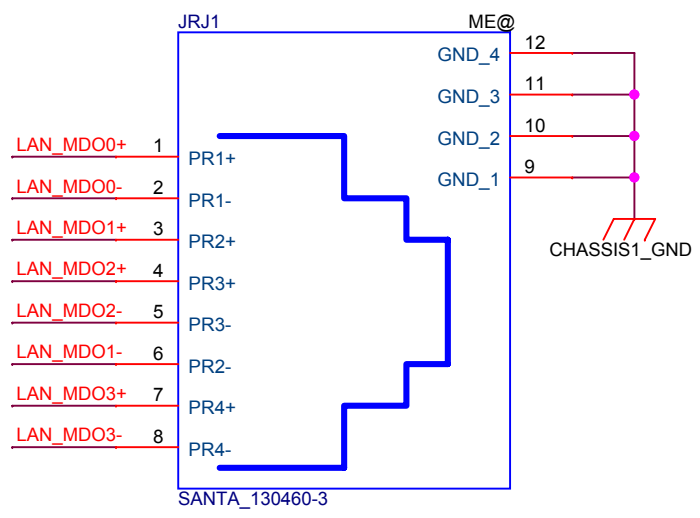 JRJ1 ME@
GND_4 12
GND_3 11
GND_2 10
GND_1 9
LAN_MDO0+ 1 PR1+
LAN_MDO0- 2 PR1-
LAN_MDO1+ 3 PR2+
LAN_MDO2+ 4 PR3+
LAN_MDO2- 5 PR3-
LAN_MDO1- 6 PR2-
LAN_MDO3+ 7 PR4+
LAN_MDO3- 8 PR4-
CHASSIS1_GND
SANTA_130460-3